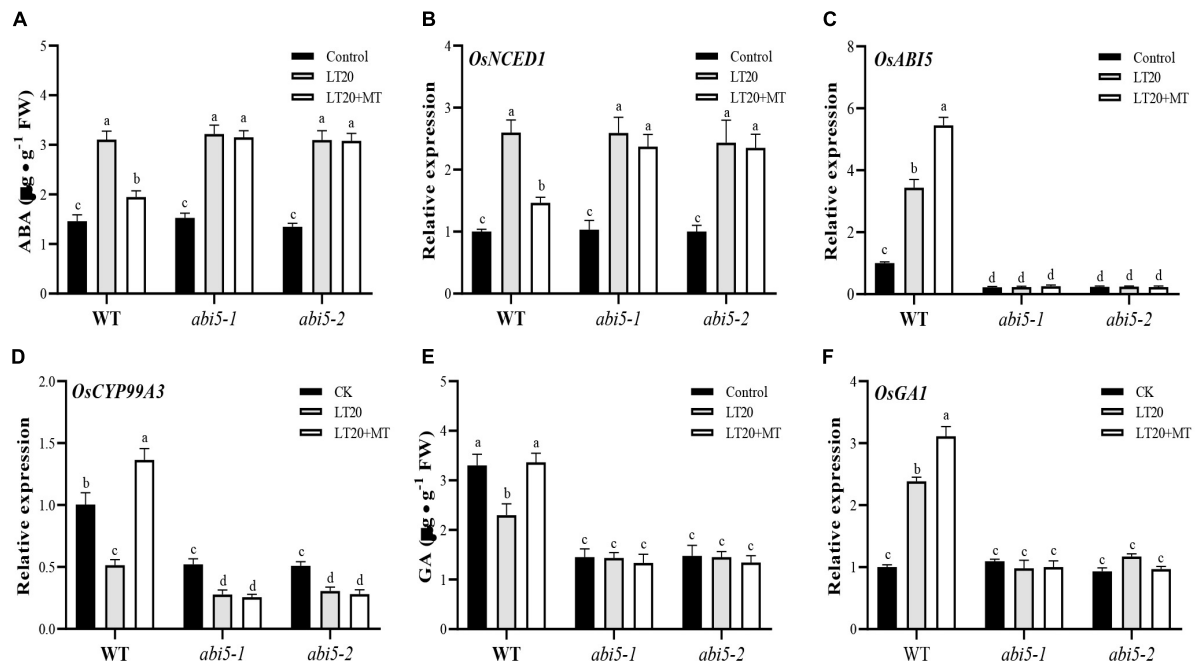 A
ABA (μg • g⁻¹ FW)
5
4
3
2
1
0
Control
LT20
LT20+MT
c
a
b
c
a
a
c
a
a
WT
abi5-1
abi5-2
B
OsNCED1
Relative expression
4
3
2
1
0
Control
LT20
LT20+MT
c
a
b
c
a
a
c
a
a
WT
abi5-1
abi5-2
C
OsABI5
Relative expression
8
6
4
2
0
Control
LT20
LT20+MT
c
b
a
d
d
d
d
d
d
WT
abi5-1
abi5-2
D
OsCYP99A3
Relative expression
2.0
1.5
1.0
0.5
0.0
CK
LT20
LT20+MT
b
c
a
c
d
d
c
d
d
WT
abi5-1
abi5-2
E
GA (μg • g⁻¹ FW)
5
4
3
2
1
0
Control
LT20
LT20+MT
a
b
a
c
c
c
c
c
c
WT
abi5-1
abi5-2
F
OsGA1
Relative expression
4
3
2
1
0
CK
LT20
LT20+MT
c
b
a
c
c
c
c
c
c
WT
abi5-1
abi5-2